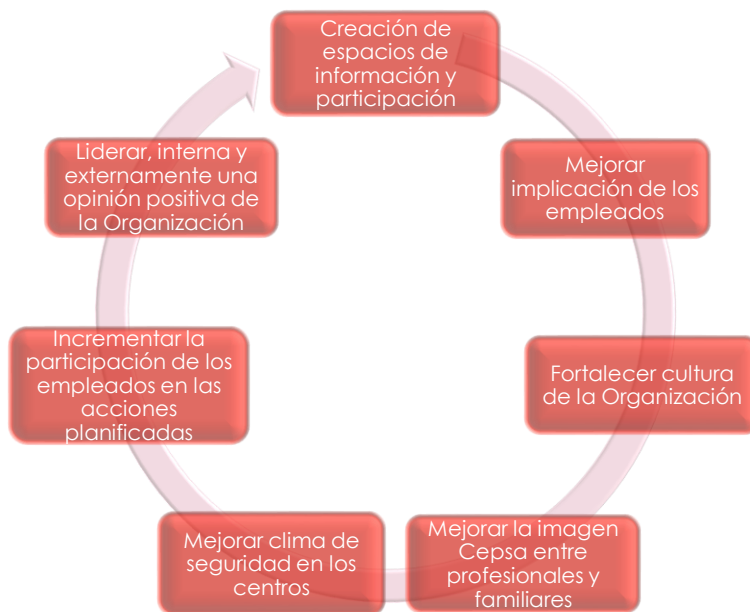 Creación de
espacios de
información y
participación
Mejorar
implicación de los
empleados
Fortalecer cultura
de la Organización
Mejorar la imagen
Cepsa entre
profesionales y
familiares
Mejorar clima de
seguridad en los
centros
Incrementar la
participación de los
empleados en las
acciones
planificadas
Liderar, interna y
externamente una
opinión positiva de
la Organización